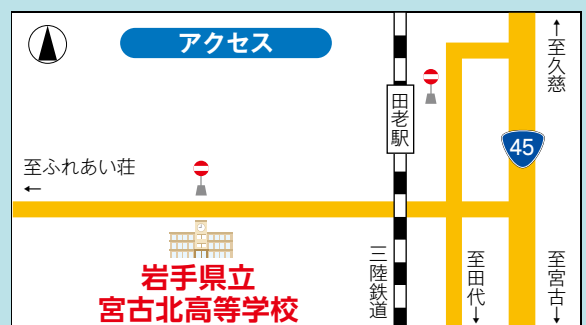 アクセス
↑至久慈
田老駅
45
至ふれあい荘
←
三陸鉄道
至田代↓
至宮古↓
岩手県立
宮古北高等学校